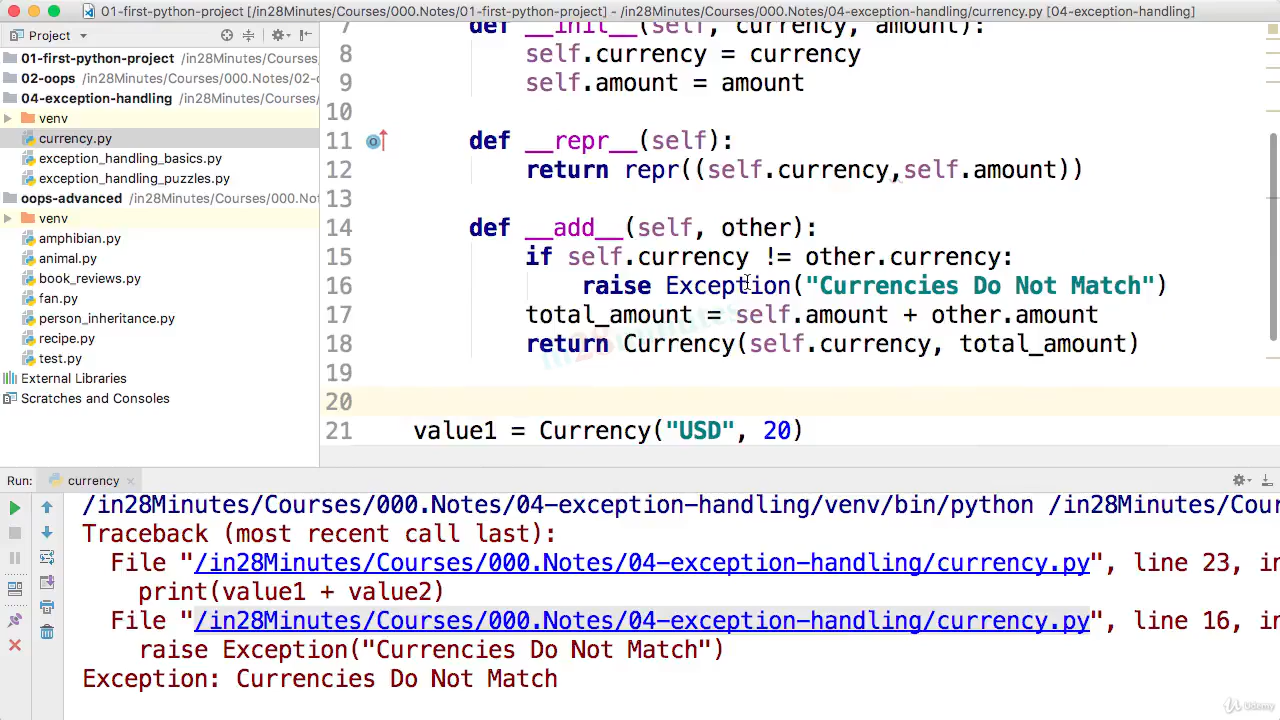 01-first-python-project [/in28Minutes/Courses/000.Notes/01-first-python-project] - /in28Minutes/Courses/000.Notes/04-exception-handling/currency.py [04-exception-handling]
Project
01-first-python-project /in28Minutes/Courses
02-oops /in28Minutes/Courses/000.Notes/02-o
04-exception-handling /in28Minutes/Courses/
venv
currency.py
exception_handling_basics.py
exception_handling_puzzles.py
oops-advanced /in28Minutes/Courses/000.No
venv
amphibian.py
animal.py
book_reviews.py
fan.py
person_inheritance.py
recipe.py
test.py
External Libraries
Scratches and Consoles
7 def __init__(self, currency, amount):
8 self.currency = currency
9 self.amount = amount
10
11 def __repr__(self):
12 return repr((self.currency,self.amount))
13
14 def __add__(self, other):
15 if self.currency != other.currency:
16 raise Exception("Currencies Do Not Match")
17 total_amount = self.amount + other.amount
18 return Currency(self.currency, total_amount)
19
20
21 value1 = Currency("USD", 20)
in28minutes
Run: currency
/in28Minutes/Courses/000.Notes/04-exception-handling/venv/bin/python /in28Minutes/Cour
Traceback (most recent call last):
File "/in28Minutes/Courses/000.Notes/04-exception-handling/currency.py", line 23, in
print(value1 + value2)
File "/in28Minutes/Courses/000.Notes/04-exception-handling/currency.py", line 16, in
raise Exception("Currencies Do Not Match")
Exception: Currencies Do Not Match
Udemy